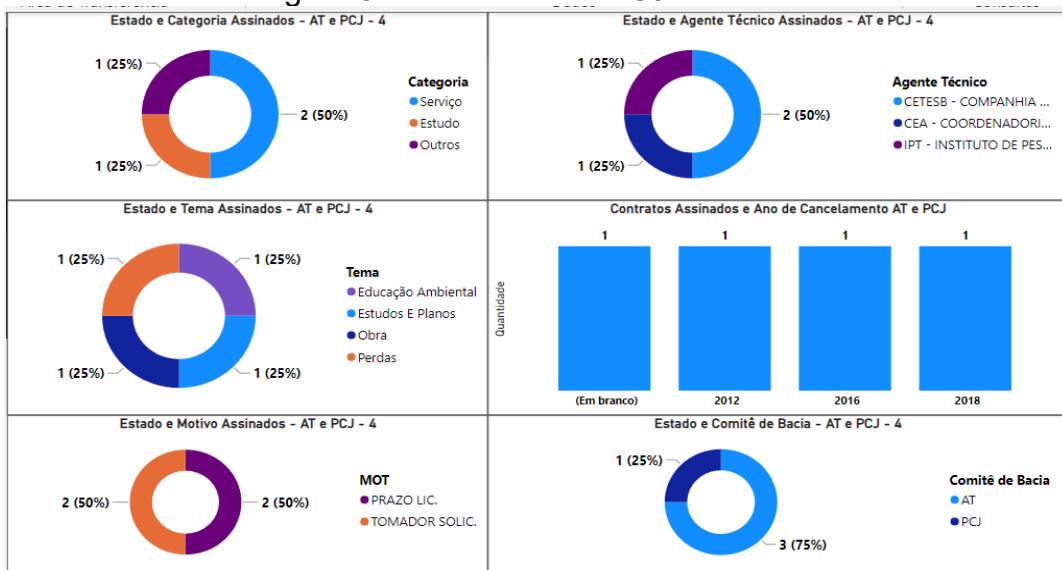 Estado e Categoria Assinados - AT e PCJ - 4
1 (25%)
1 (25%)
2 (50%)
Categoria
Serviço
Estudo
Outros
Estado e Agente Técnico Assinados - AT e PCJ - 4
1 (25%)
1 (25%)
2 (50%)
Agente Técnico
CETESB - COMPANHIA ...
CEA - COORDENADORI...
IPT - INSTITUTO DE PES...
Estado e Tema Assinados - AT e PCJ - 4
1 (25%)
1 (25%)
1 (25%)
1 (25%)
Tema
Educação Ambiental
Estudos E Planos
Obra
Perdas
Contratos Assinados e Ano de Cancelamento AT e PCJ
Quantidade
1
1
1
1
(Em branco)
2012
2016
2018
Estado e Motivo Assinados - AT e PCJ - 4
2 (50%)
2 (50%)
MOT
PRAZO LIC.
TOMADOR SOLIC.
Estado e Comitê de Bacia - AT e PCJ - 4
1 (25%)
3 (75%)
Comitê de Bacia
AT
PCJ